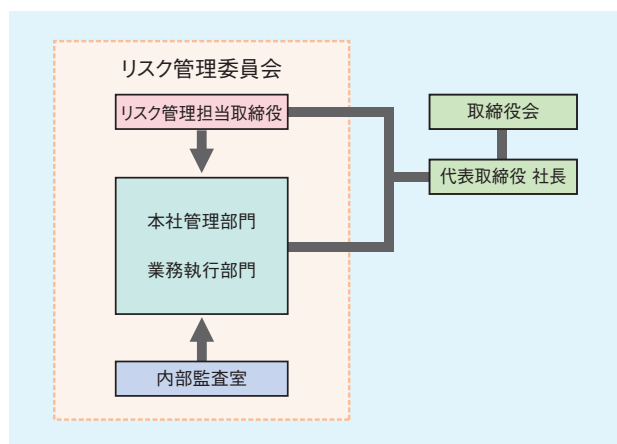 リスク管理委員会
リスク管理担当取締役
本社管理部門
業務執行部門
内部監査室
取締役会
代表取締役 社長